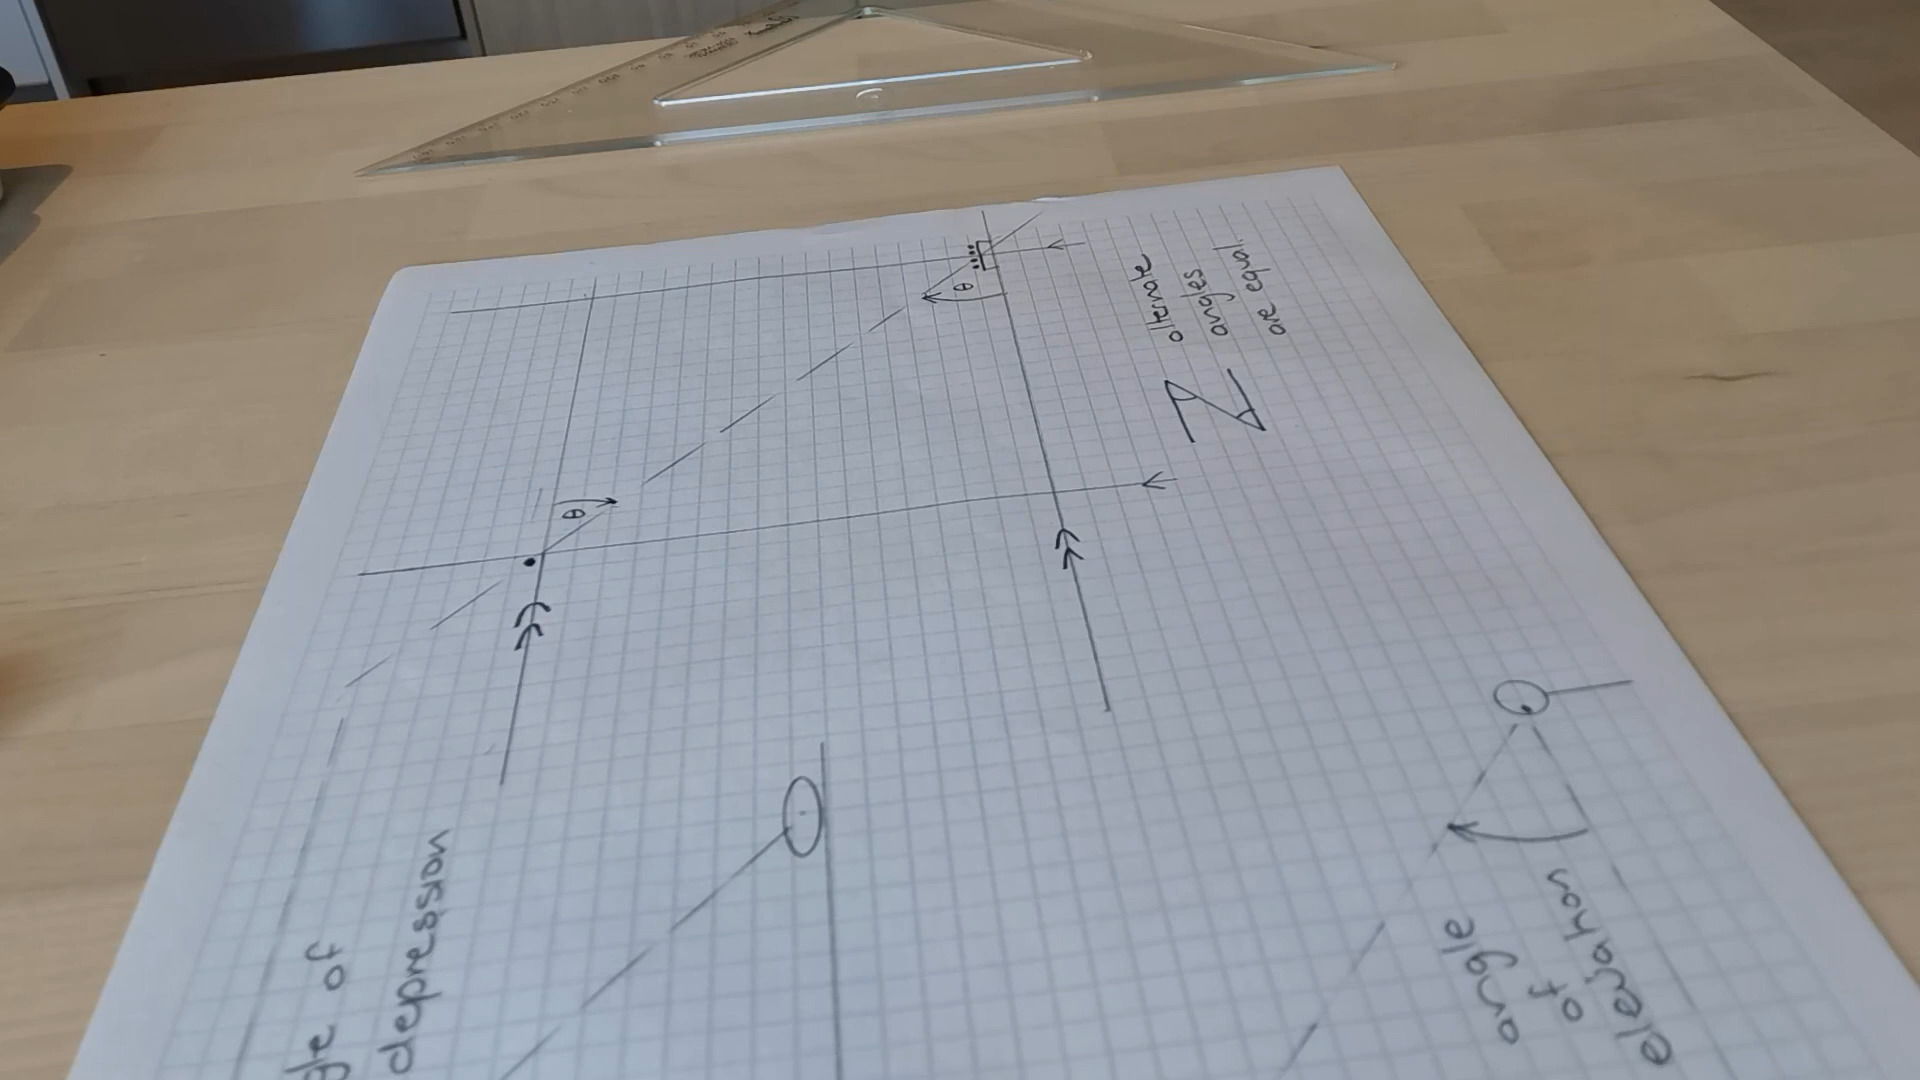 θ
θ
alternate
angles
are equal.
Z
depression
angle
of
elevation